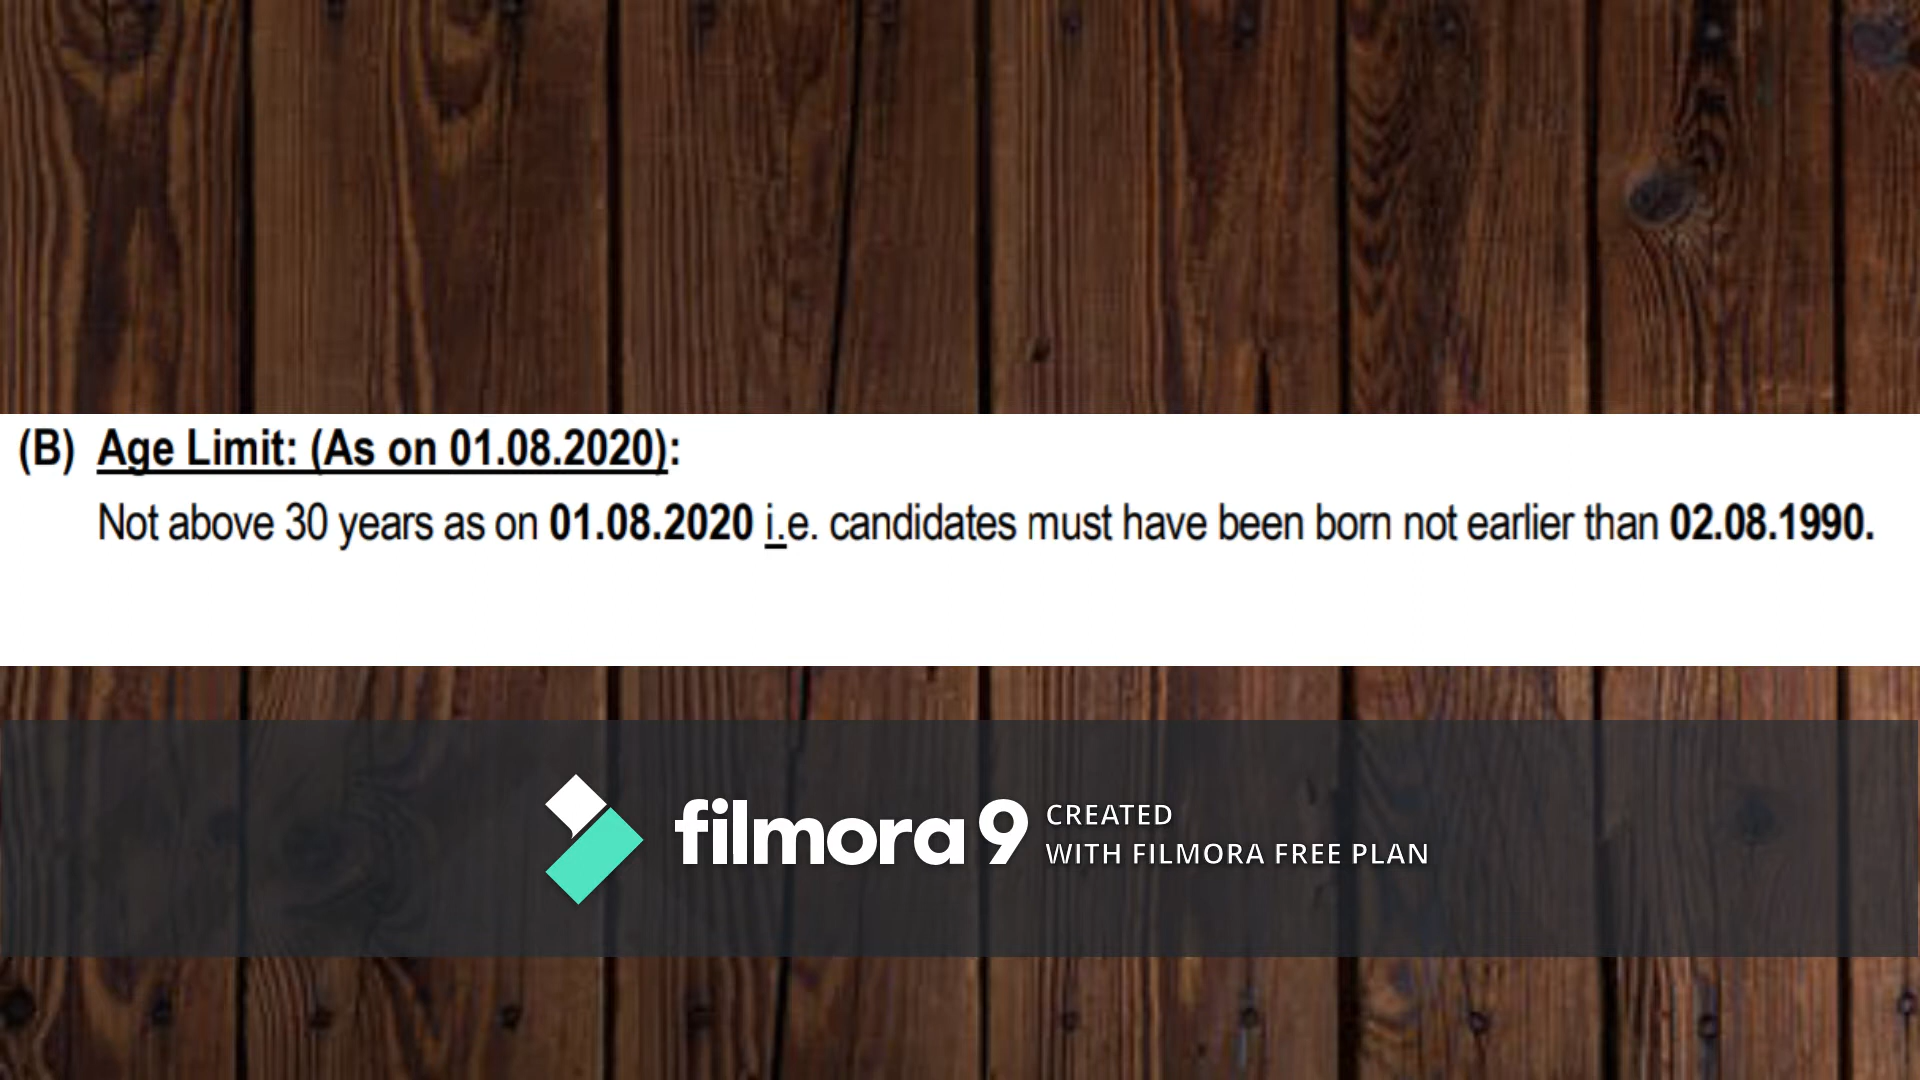 (B) Age Limit: (As on 01.08.2020):
Not above 30 years as on 01.08.2020 i.e. candidates must have been born not earlier than 02.08.1990.
filmora 9
CREATED
WITH FILMORA FREE PLAN